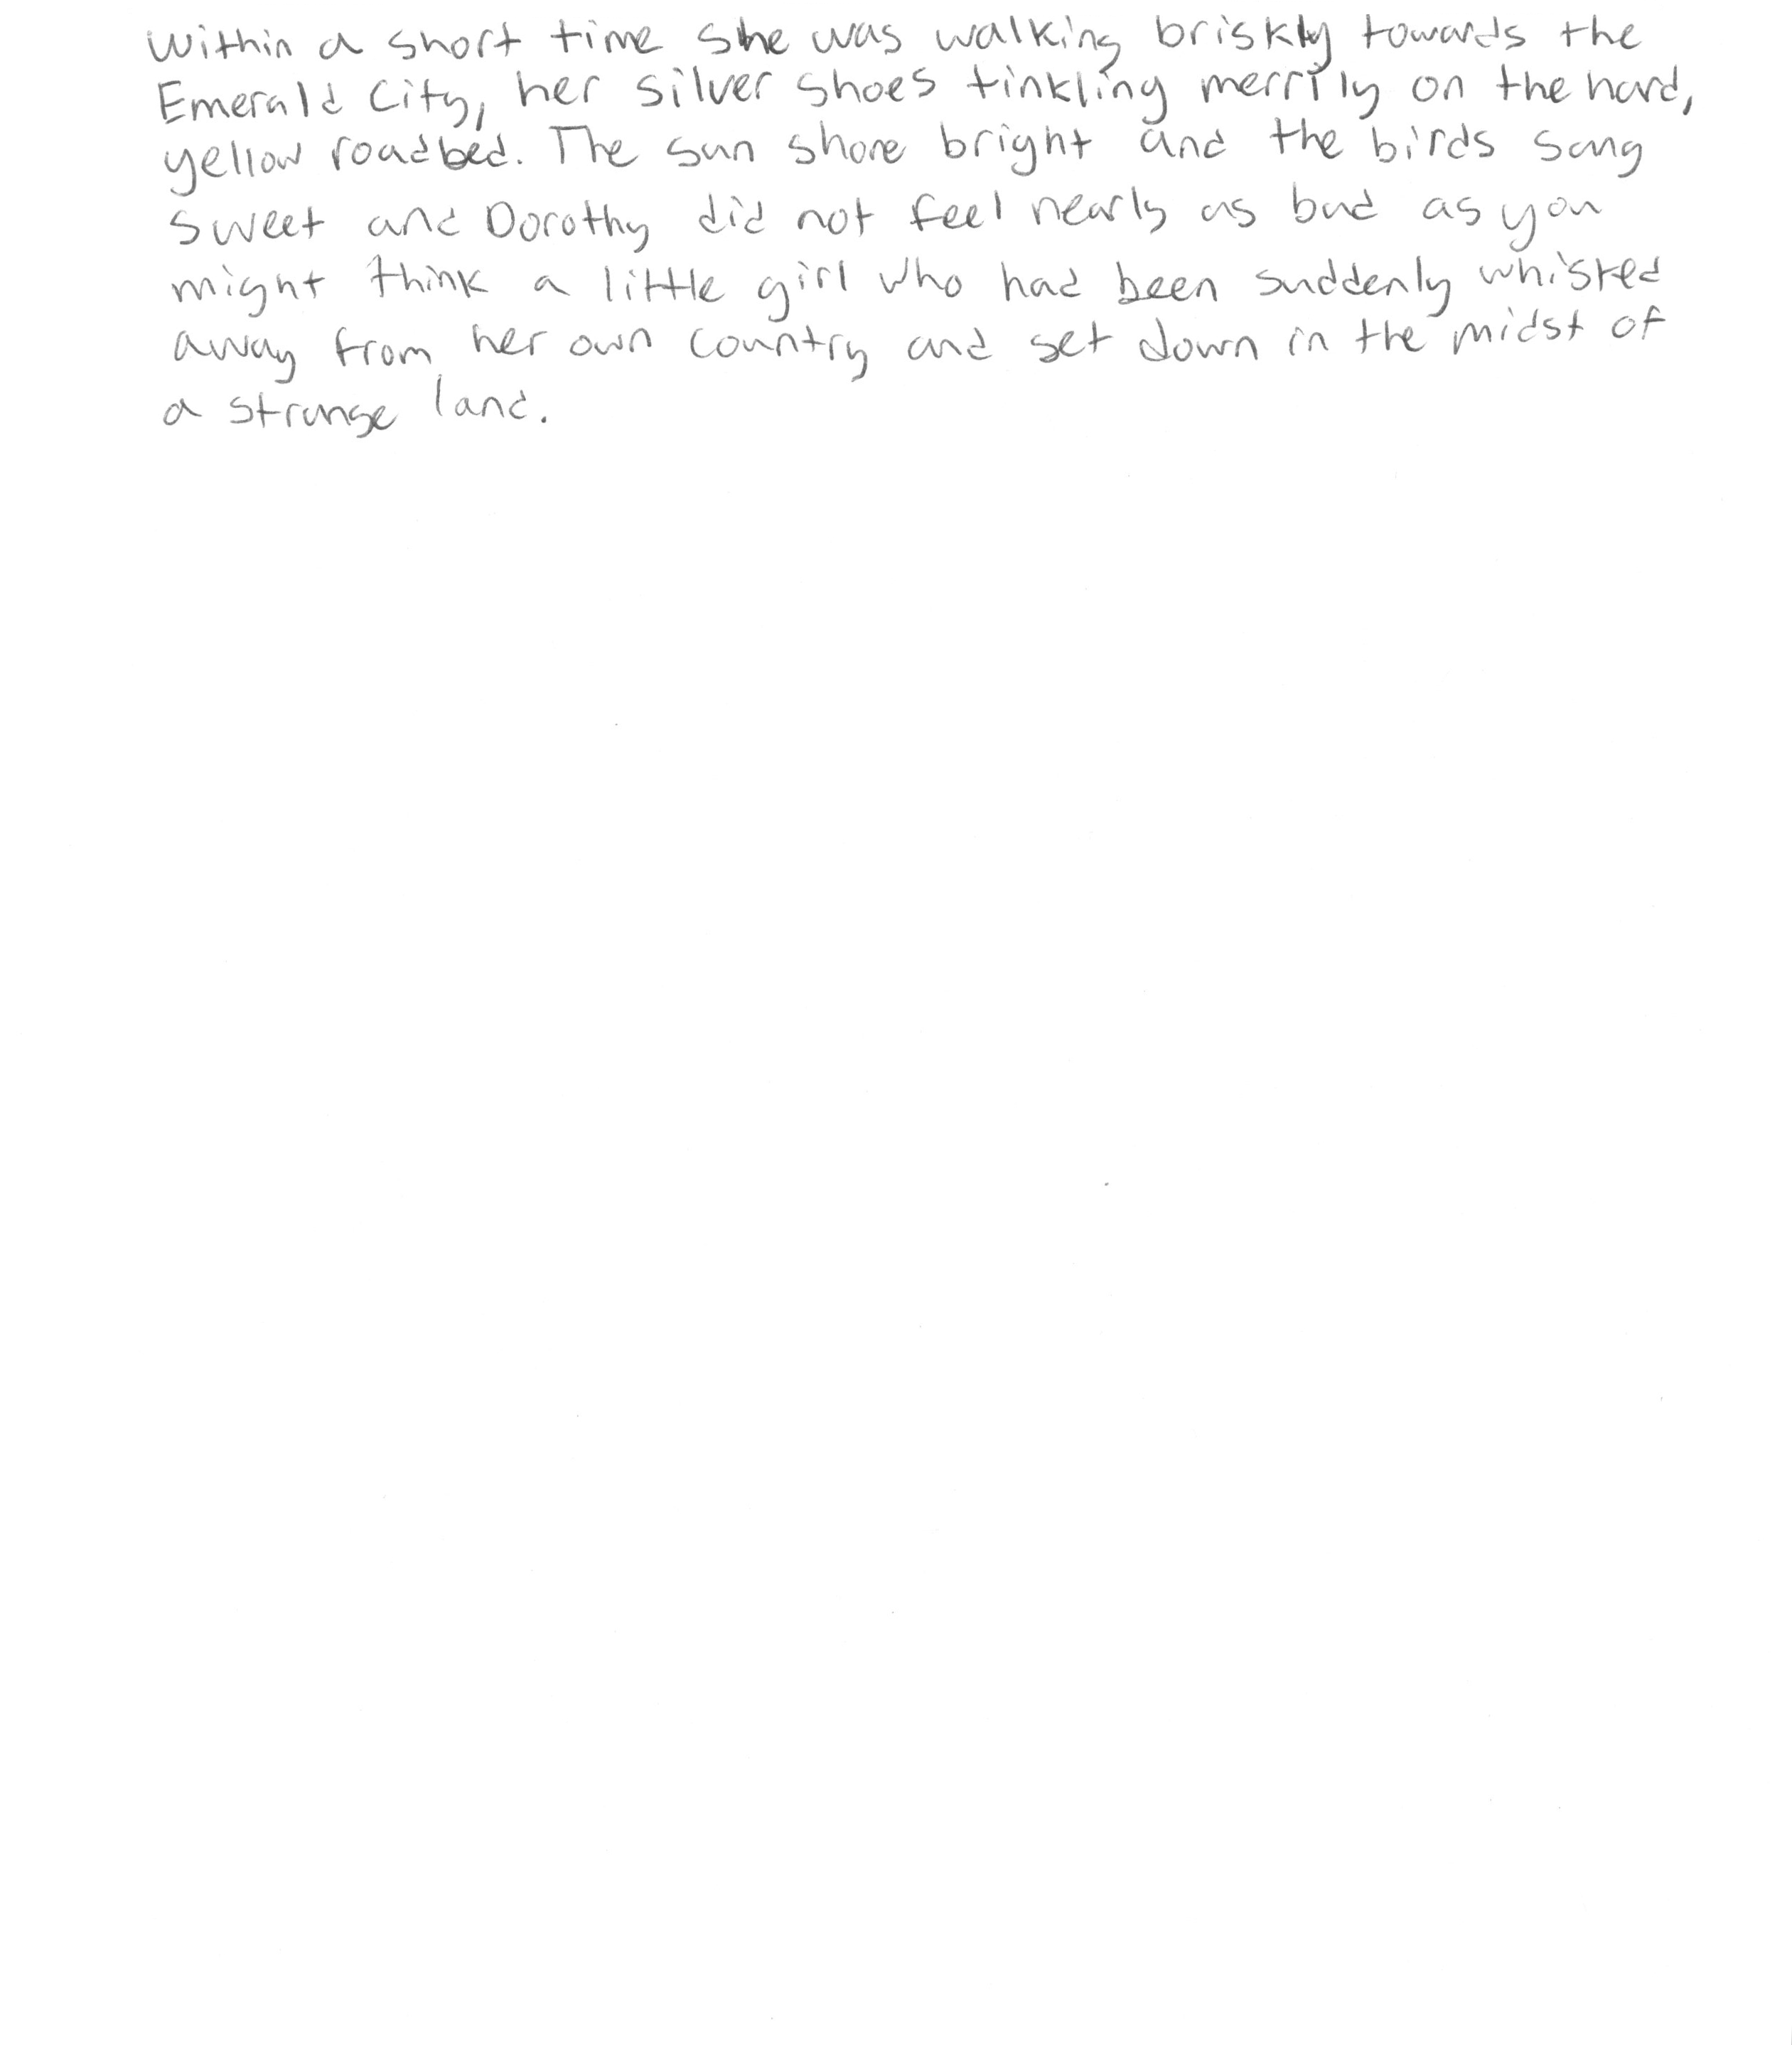 Within a short time she was walking briskly towards the
Emerald City, her silver shoes tinkling merrily on the hard,
yellow roadbed. The sun shone bright and the birds sang
sweet and Dorothy did not feel nearly as bad as you
might think a little girl who had been suddenly whisked
away from her own country and set down in the midst of
a strange land.